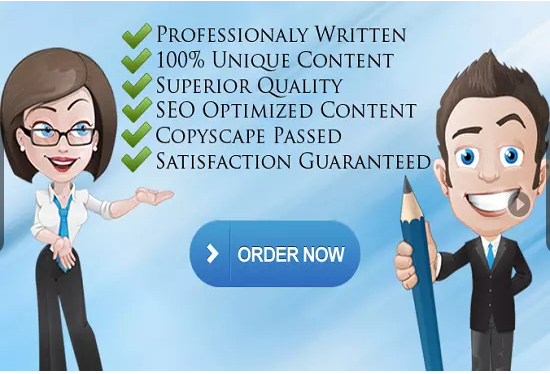 Professionaly Written
100% Unique Content
Superior Quality
SEO Optimized Content
Copyscape Passed
Satisfaction Guaranteed
ORDER NOW